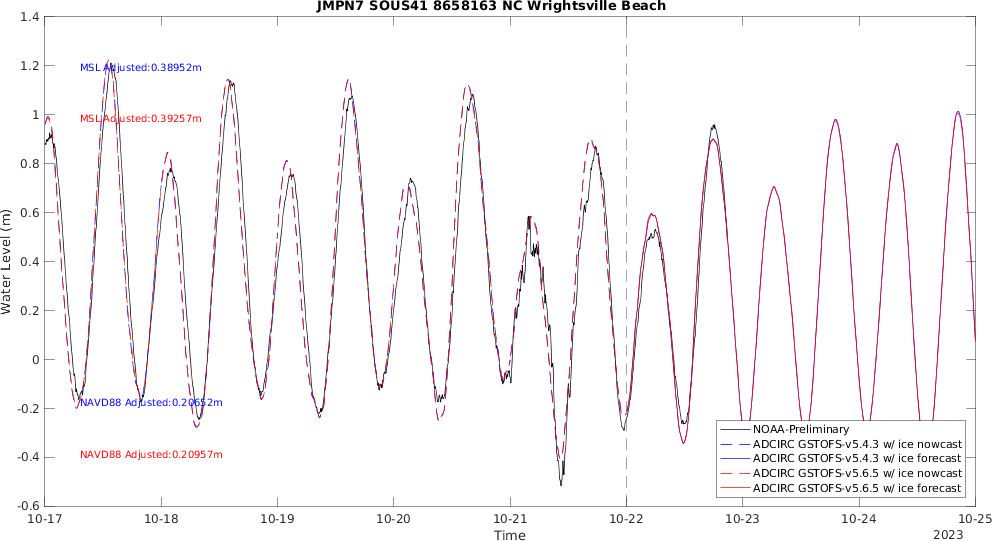 JMPN7 SOUS41 8658163 NC Wrightsville Beach
1.4
1.2
1
0.8
0.6
0.4
0.2
0
-0.2
-0.4
-0.6
Water Level (m)
MSL Adjusted:0.38952m
MSL Adjusted:0.39257m
NAVD88 Adjusted:0.20652m
NAVD88 Adjusted:0.20957m
NOAA-Preliminary
ADCIRC GSTOFS-v5.4.3 w/ ice nowcast
ADCIRC GSTOFS-v5.4.3 w/ ice forecast
ADCIRC GSTOFS-v5.6.5 w/ ice nowcast
ADCIRC GSTOFS-v5.6.5 w/ ice forecast
10-17 10-18 10-19 10-20 10-21 10-22 10-23 10-24 10-25
Time
2023